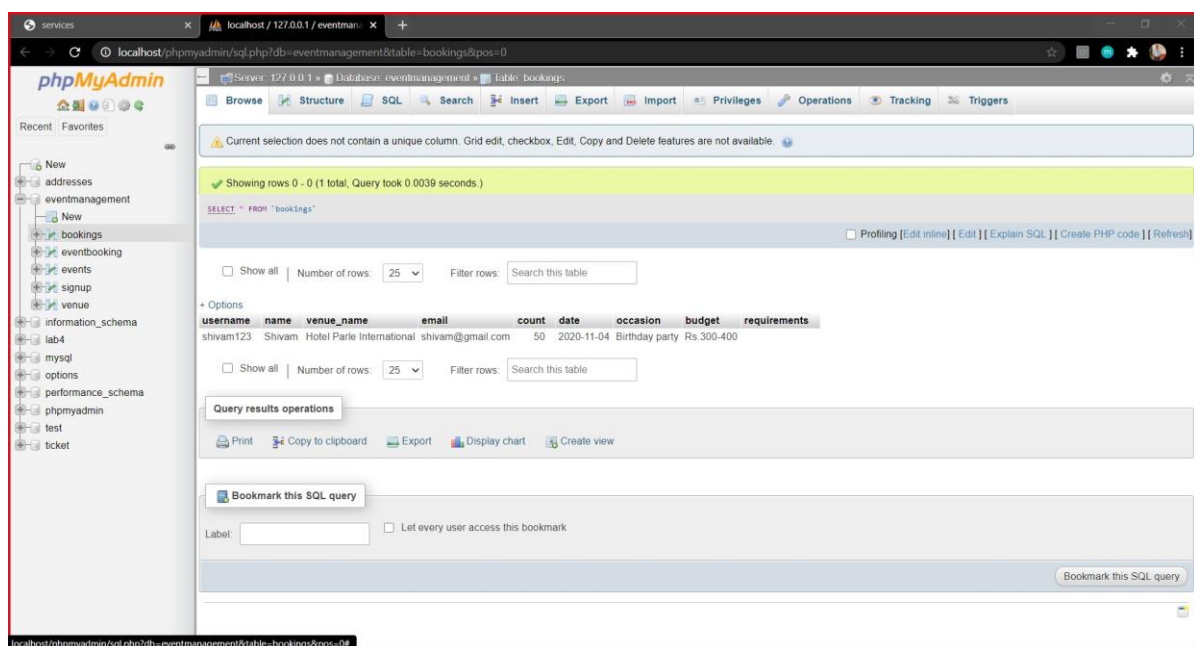 services
localhost / 127.0.0.1 / eventman
localhost/phpmyadmin/sql.php?db=eventmanagement&table=bookings&pos=0
phpMyAdmin
Recent Favorites
New
addresses
eventmanagement
New
bookings
eventbooking
events
signup
venue
information_schema
lab4
mysql
options
performance_schema
phpmyadmin
test
ticket
Server: 127.0.0.1 » Database: eventmanagement » Table: bookings
Browse Structure SQL Search Insert Export Import Privileges Operations Tracking Triggers
Current selection does not contain a unique column. Grid edit, checkbox, Edit, Copy and Delete features are not available.
Showing rows 0 - 0 (1 total, Query took 0.0039 seconds.)
SELECT * FROM `bookings`
Profiling [Edit inline] [ Edit ] [ Explain SQL ] [ Create PHP code ] [ Refresh]
Show all | Number of rows: 25 Filter rows: Search this table
+ Options
username name venue_name email count date occasion budget requirements
shivam123 Shivam Hotel Parle International shivam@gmail.com 50 2020-11-04 Birthday party Rs.300-400
Show all | Number of rows: 25 Filter rows: Search this table
Query results operations
Print Copy to clipboard Export Display chart Create view
Bookmark this SQL query
Label: Let every user access this bookmark
Bookmark this SQL query
localhost/phpmyadmin/sql.php?db=eventmanagement&table=bookings&pos=0#